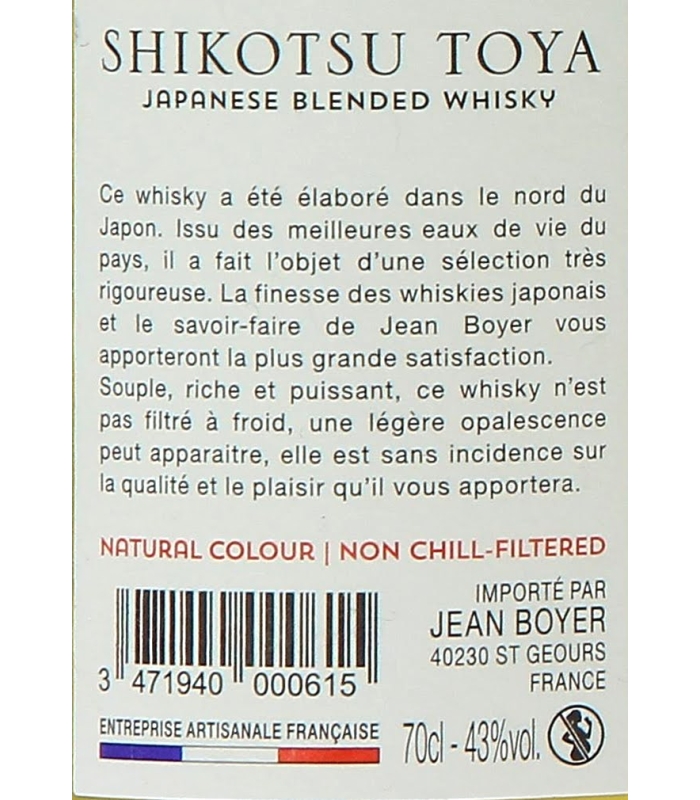 SHIKOTSU TOYA
JAPANESE BLENDED WHISKY
Ce whisky a été élaboré dans le nord du
Japon. Issu des meilleures eaux de vie du
pays, il a fait l'objet d'une sélection très
rigoureuse. La finesse des whiskies japonais
et le savoir-faire de Jean Boyer vous
apporteront la plus grande satisfaction.
Souple, riche et puissant, ce whisky n'est
pas filtré à froid, une légère opalescence
peut apparaitre, elle est sans incidence sur
la qualité et le plaisir qu'il vous apportera.
NATURAL COLOUR | NON CHILL-FILTERED
IMPORTÉ PAR
JEAN BOYER
40230 ST GEOURS
FRANCE
3 471940 000615
ENTREPRISE ARTISANALE FRANÇAISE
70cl - 43%vol.